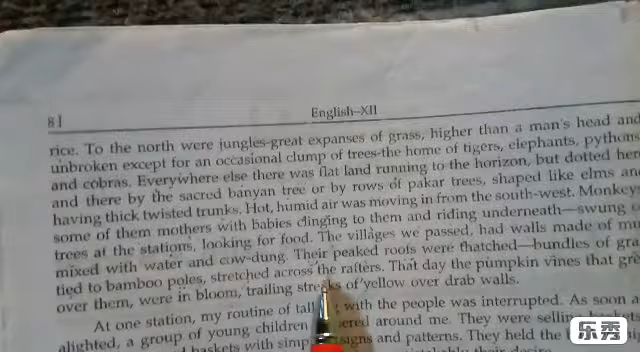 81
English–XII
rice. To the north were jungles-great expanses of grass, higher than a man's head and
unbroken except for an occasional clump of trees-the home of tigers, elephants, pythons
and cobras. Everywhere else there was flat land running to the horizon, but dotted here
and there by the sacred banyan tree or by rows of pakar trees, shaped like elms and
having thick twisted trunks. Hot, humid air was moving in from the south-west. Monkey
some of them mothers with babies clinging to them and riding underneath—swung
trees at the stations, looking for food. The villages we passed, had walls made of mu
mixed with water and cow-dung. Their peaked roofs were thatched—bundles of gra
tied to bamboo poles, stretched across the rafters. That day the pumpkin vines that gre
over them, were in bloom, trailing streaks of yellow over drab walls.
At one station, my routine of with the people was interrupted. As soon a
alighted, a group of young children around me. They were selling
and baskets with and patterns. They held the
乐秀